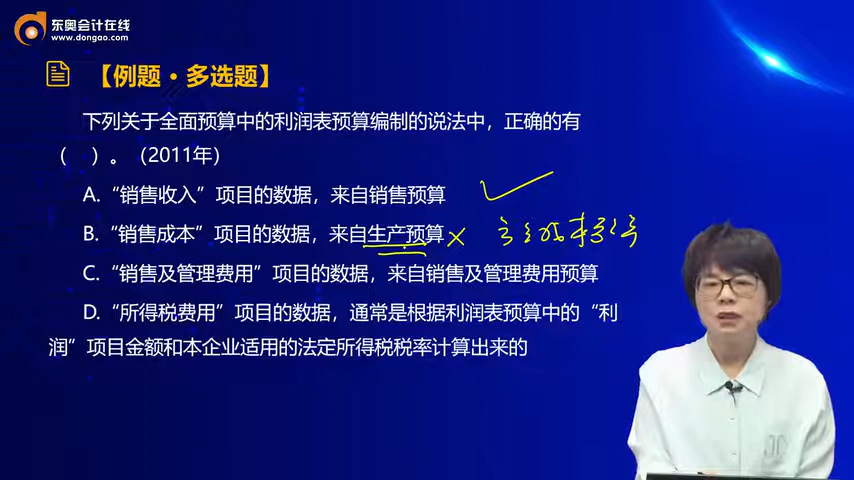 东奥会计在线
www.dongao.com
【例题·多选题】
下列关于全面预算中的利润表预算编制的说法中，正确的有
（ ）。（2011年）
A.“销售收入”项目的数据，来自销售预算
B.“销售成本”项目的数据，来自生产预算
C.“销售及管理费用”项目的数据，来自销售及管理费用预算
D.“所得税费用”项目的数据，通常是根据利润表预算中的“利
润”项目金额和本企业适用的法定所得税税率计算出来的